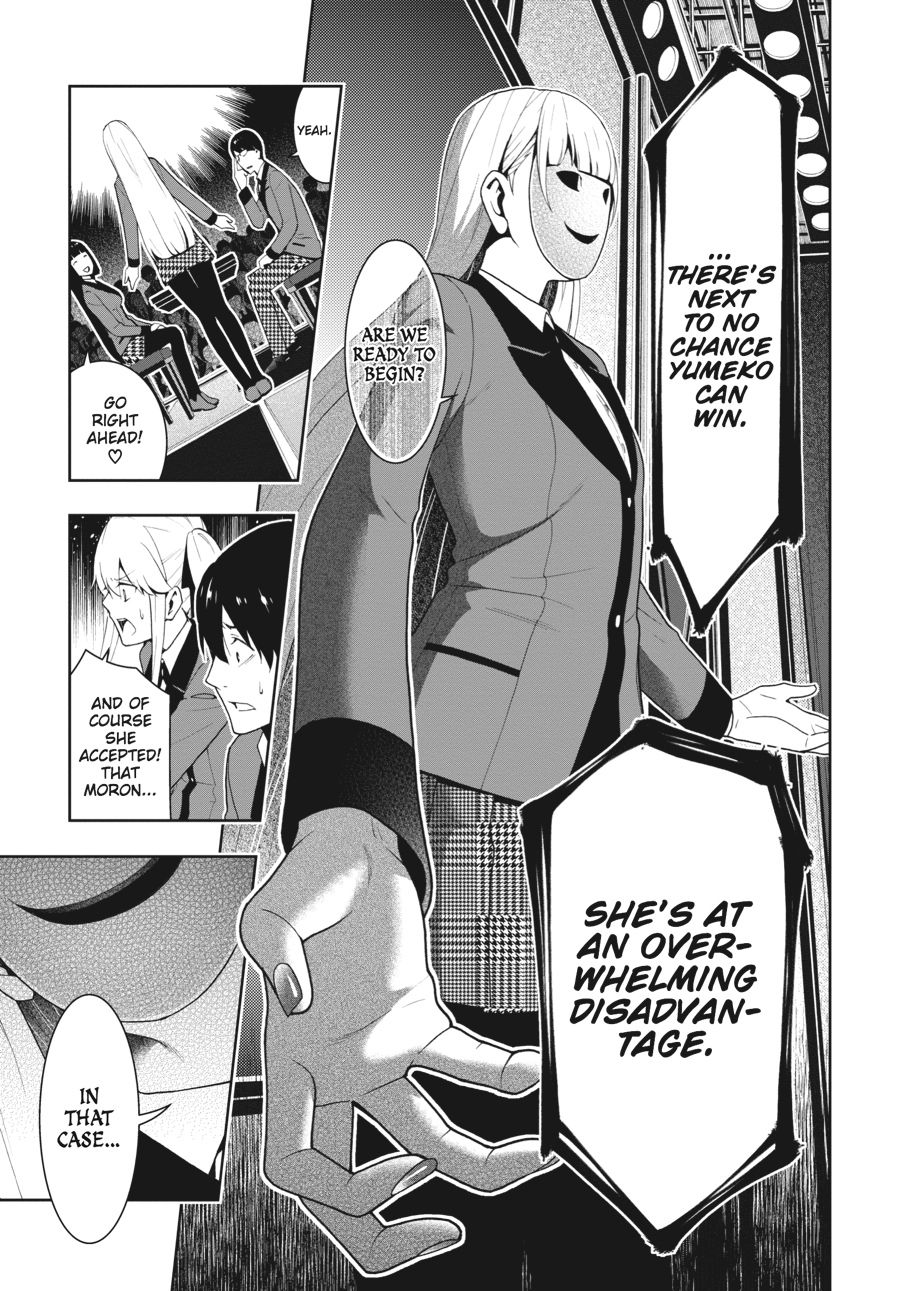 ...
THERE'S
NEXT
TO NO
CHANCE
YUMEKO
CAN
WIN.
SHE'S AT
AN OVER-
WHELMING
DISADVAN-
TAGE.
ARE WE
READY TO
BEGIN?
YEAH.
GO
RIGHT
AHEAD!
♡
AND OF
COURSE
SHE
ACCEPTED!
THAT
MORON...
IN
THAT
CASE...